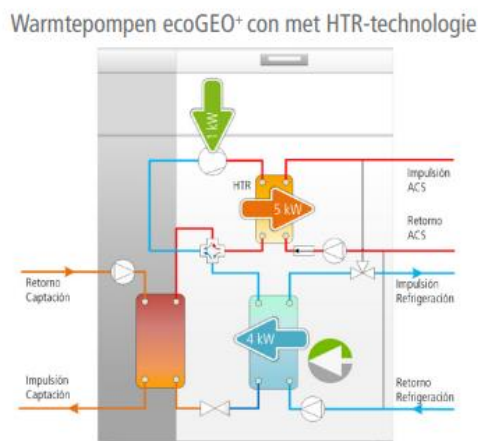 Warmtepompen ecoGEO⁺ con met HTR-technologie
1 kW
HTR
5 kW
Impulsión
ACS
Retorno
ACS
Retorno
Captación
Impulsión
Refrigeración
4 kW
Impulsión
Captación
Retorno
Refrigeración